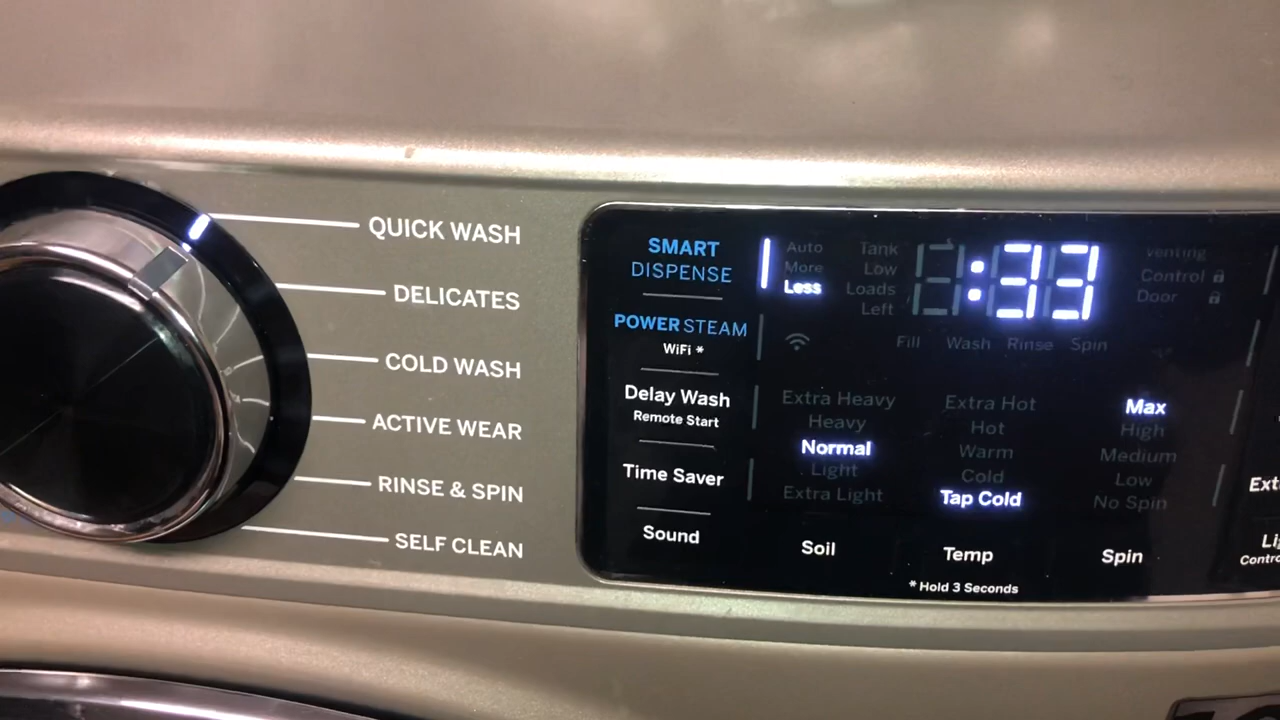 QUICK WASH
DELICATES
COLD WASH
ACTIVE WEAR
RINSE & SPIN
SELF CLEAN
SMART
DISPENSE
POWER STEAM
WiFi *
Delay Wash
Remote Start
Time Saver
Sound
Auto
More
Less
Tank
Low
Loads
Left
:33
Venting
Control
Door
Fill Wash Rinse Spin
Extra Heavy
Heavy
Normal
Light
Extra Light
Soil
Extra Hot
Hot
Warm
Cold
Tap Cold
Temp
Max
High
Medium
Low
No Spin
Spin
* Hold 3 Seconds